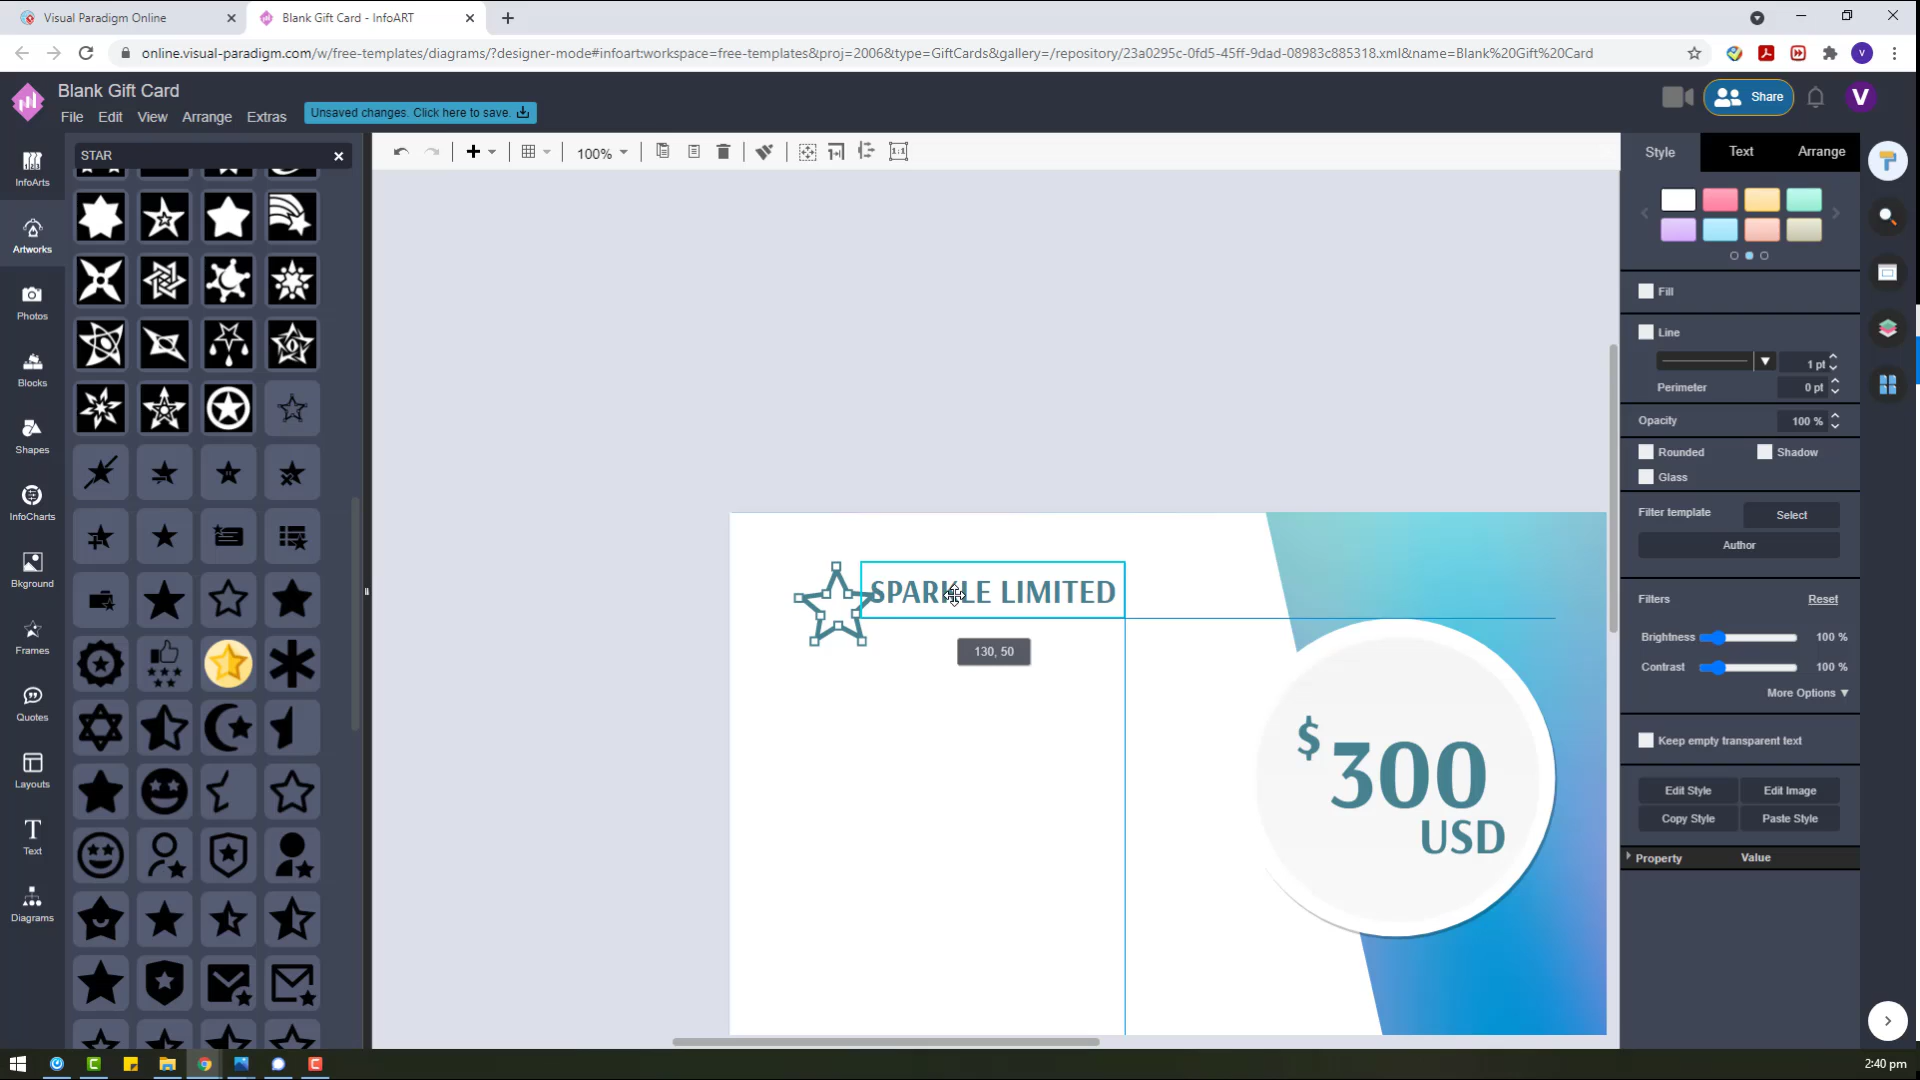 Visual Paradigm Online
Blank Gift Card - InfoART
online.visual-paradigm.com/w/free-templates/diagrams/?designer-mode#infoart:workspace=free-templates&proj=2006&type=GiftCards&gallery=/repository/23a0295c-0fd5-45ff-9dad-08983c885318.xml&name=Blank%20Gift%20Card
V
Blank Gift Card
File Edit View Arrange Extras
Unsaved changes. Click here to save.
Share
V
InfoArts
Artworks
Photos
Blocks
Shapes
InfoCharts
Bkground
Frames
Quotes
Layouts
Text
Diagrams
STAR
100%
1:1
SPARKLE LIMITED
130, 50
$ 300
USD
Style Text Arrange
Fill
Line
1 pt
Perimeter 0 pt
Opacity 100 %
Rounded Shadow
Glass
Filter template Select
Author
Filters Reset
Brightness 100 %
Contrast 100 %
More Options ▼
Keep empty transparent text
Edit Style Edit Image
Copy Style Paste Style
Property Value
2:40 pm